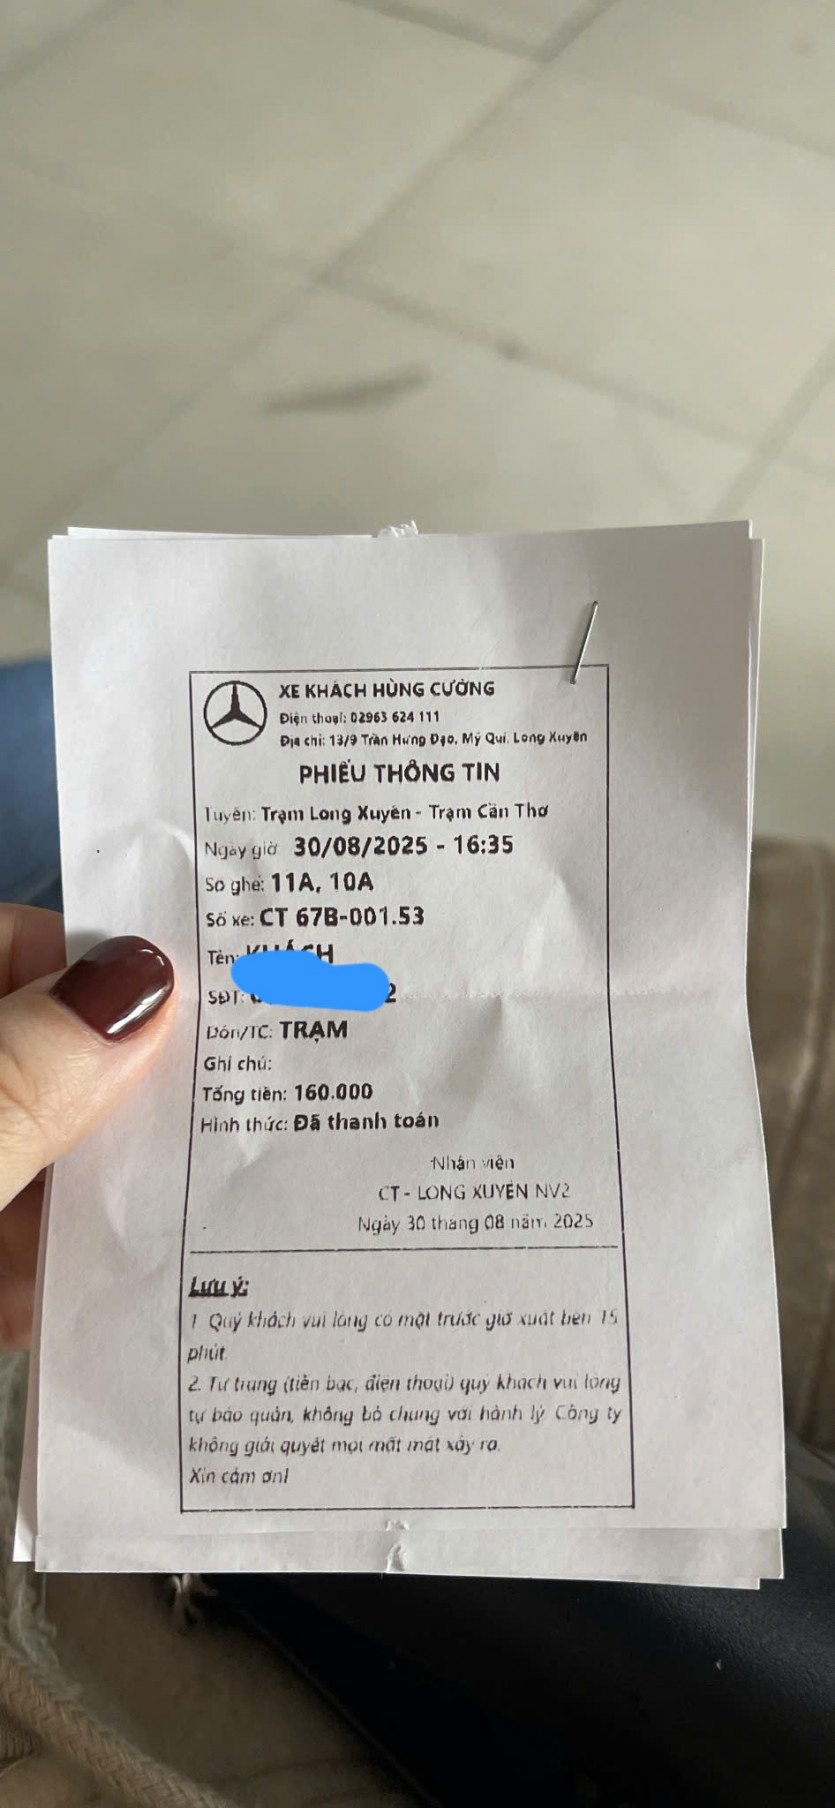 XE KHÁCH HÙNG CƯỜNG
Điện thoại: 02963 624 111
Địa chỉ: 13/9 Trần Hưng Đạo, Mỹ Quí, Long Xuyên
PHIẾU THÔNG TIN
Tuyến: Trạm Long Xuyên - Trạm Cần Thơ
Ngày giờ 30/08/2025 - 16:35
Số ghế: 11A, 10A
Số xe: CT 67B-001.53
Tên: KHÁCH
SĐT: 2
Đón/TC: TRẠM
Ghi chú:
Tổng tiền: 160.000
Hình thức: Đã thanh toán
Nhân viên
CT - LONG XUYÊN NV2
Ngày 30 tháng 08 năm 2025
Lưu ý:
1. Quý khách vui lòng có mặt trước giờ xuất bến 15
phút.
2. Tư trang (tiền bạc, điện thoại) quý khách vui lòng
tự bảo quản, không bỏ chung với hành lý. Công ty
không giải quyết mọi mất mát xảy ra.
Xin cám ơn!